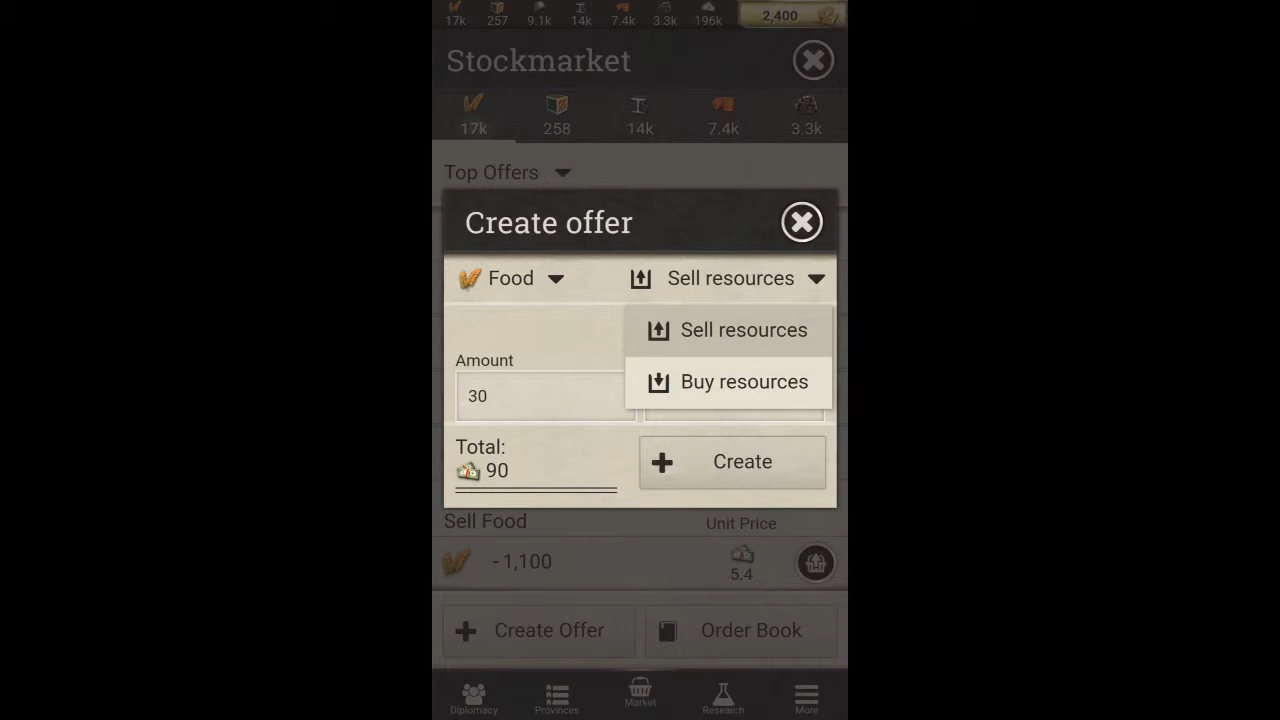 17k 257 9.1k 14k 7.4k 3.3k 196k 2,400
Stockmarket
17k 258 14k 7.4k 3.3k
Top Offers
Create offer
Food Sell resources
Sell resources
Amount
Buy resources
30
Total:
90
Create
Sell Food Unit Price
- 1,100
5.4
Create Offer Order Book
Diplomacy Provinces Market Research More